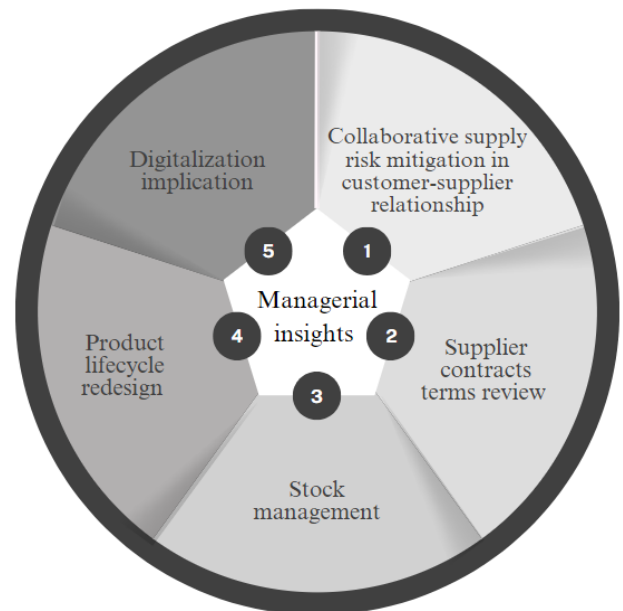 Collaborative supply
risk mitigation in
customer-supplier
relationship
Digitalization
implication
5
1
Managerial
insights
4
2
Product
lifecycle
redesign
Supplier
contracts
terms review
3
Stock
management